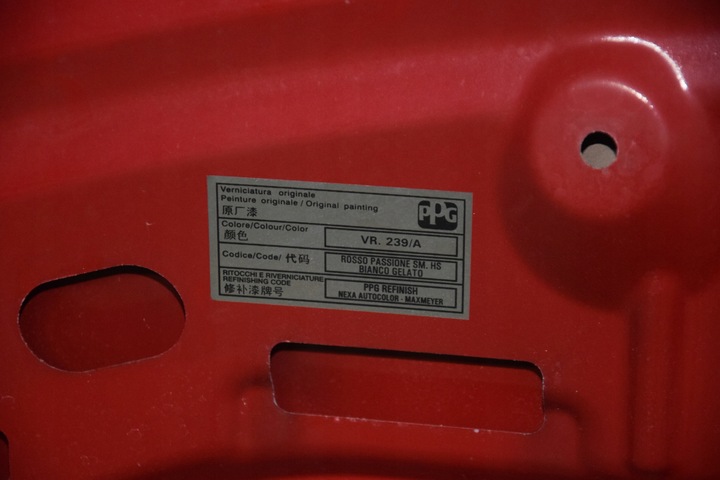 Verniciatura originale
Peinture originale / Original painting
原厂漆
PPG
Colore/Colour/Color
颜色
VR. 239/A
Codice/Code/代码
ROSSO PASSIONE SM. HS
BIANCO GELATO
RITOCCHI E RIVERNICIATURE
REFINISHING CODE
修补漆牌号
PPG REFINISH
NEXA AUTOCOLOR - MAXMEYER